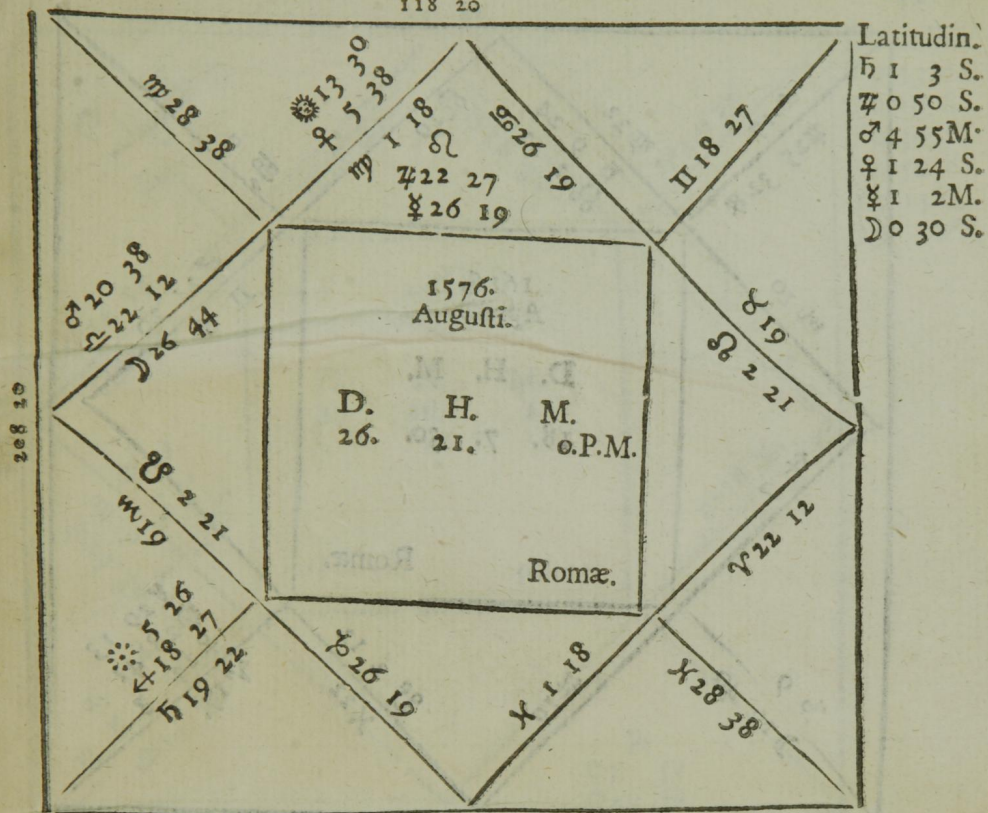 118 20
Latitudin.
♄ 1 3 S.
♃ 0 50 S.
♂ 4 55 M.
♀ 1 24 S.
☿ 1 2 M.
☽ 0 30 S.
♍ 28 38
☉ 13 30
♀ 5 38
♍ 1 18
♌
♃ 22 27
☿ 26 19
♋ 26 19
♊ 18 27
♂ 20 38
♎ 22 12
☽ 26 44
1576.
Auguſti.
D. H. M.
26. 21. 0.P.M.
Romæ.
♉ 19
☊ 2 21
208 20
☋ 2 21
♏ 19
5 26
♐ 18 27
♄ 19 22
♑ 26 19
♓ 1 18
♈ 22 12
♓ 28 38